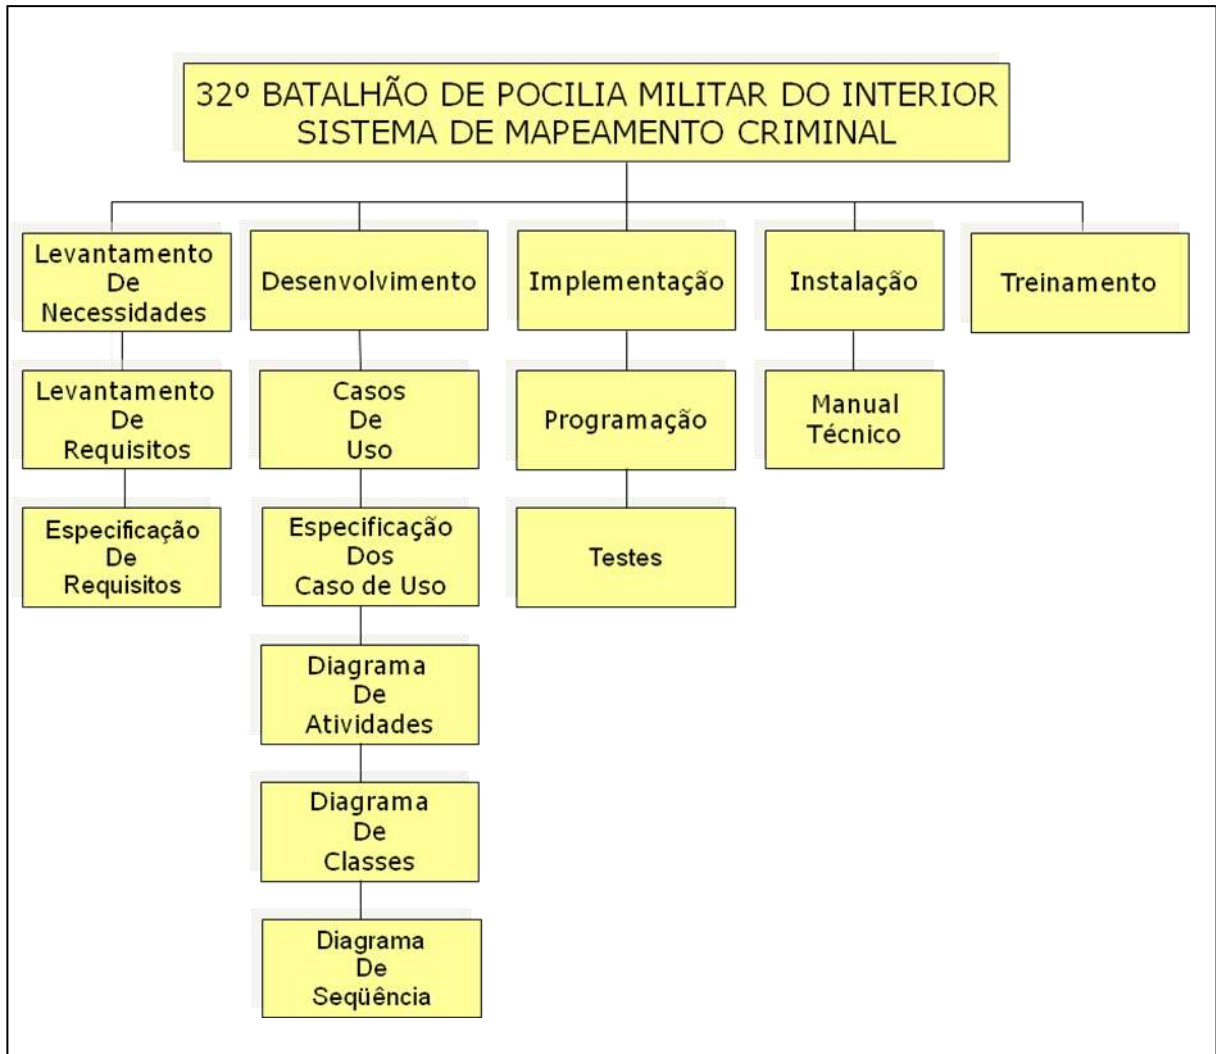 32º BATALHÃO DE POCILIA MILITAR DO INTERIOR
SISTEMA DE MAPEAMENTO CRIMINAL
Levantamento
De
Necessidades
Desenvolvimento
Implementação
Instalação
Treinamento
Levantamento
De
Requisitos
Casos
De
Uso
Programação
Manual
Técnico
Especificação
De
Requisitos
Especificação
Dos
Caso de Uso
Testes
Diagrama
De
Atividades
Diagrama
De
Classes
Diagrama
De
Seqüência